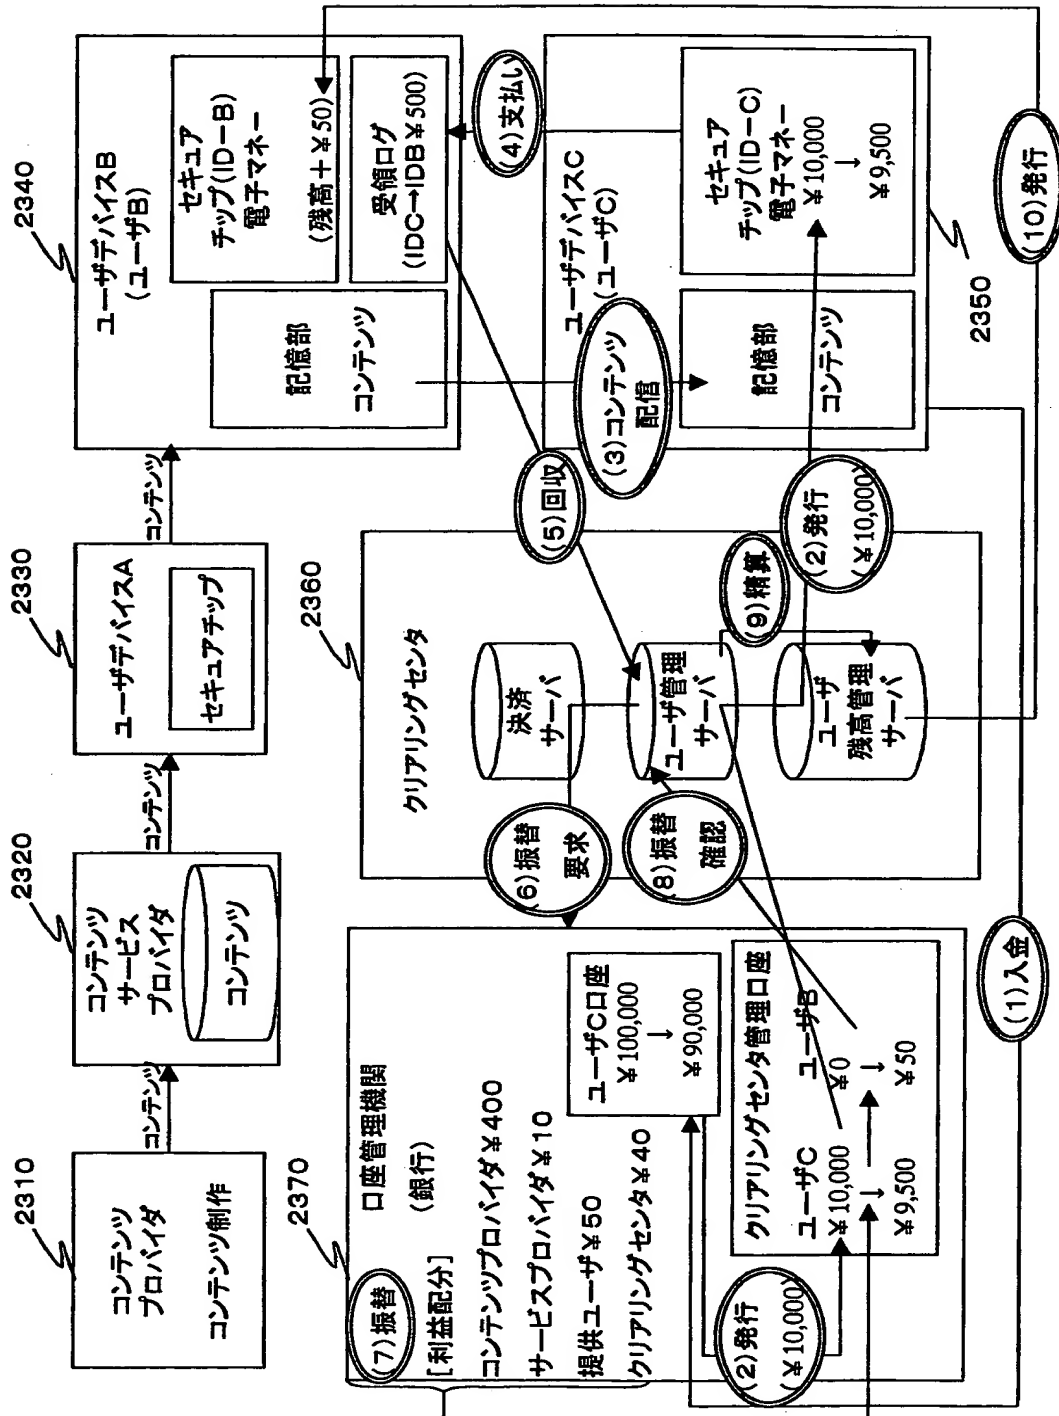 2310
コンテンツ
プロバイダ
コンテンツ制作
コンテンツ
2320
コンテンツ
サービス
プロバイダ
コンテンツ
コンテンツ
2330
ユーザデバイスA
セキュアチップ
コンテンツ
2340
ユーザデバイスB
(ユーザB)
セキュア
チップ(ID−B)
電子マネー
(残高+¥50)
受領ログ
(IDC→IDB¥500)
記憶部
コンテンツ
(4)支払い
(3)コンテンツ
配信
(5)回収
ユーザデバイスC
(ユーザC)
セキュア
チップ(ID−C)
電子マネー
¥10,000
↓
¥9,500
記憶部
コンテンツ
2350
(10)発行
2360
クリアリングセンタ
決済
サーバ
ユーザ管理
サーバ
ユーザ
残高管理
サーバ
(9)精算
(2)発行
(¥10,000)
(6)振替
要求
(8)振替
確認
2370
口座管理機関
(銀行)
(7)振替
[利益配分]
コンテンツプロバイダ¥400
サービスプロバイダ¥10
提供ユーザ¥50
クリアリングセンタ¥40
ユーザC口座
¥100,000
↓
¥90,000
クリアリングセンタ管理口座
ユーザC
¥10,000
↓
¥9,500
ユーザB
¥0
↓
¥50
(2)発行
(¥10,000)
(1)入金